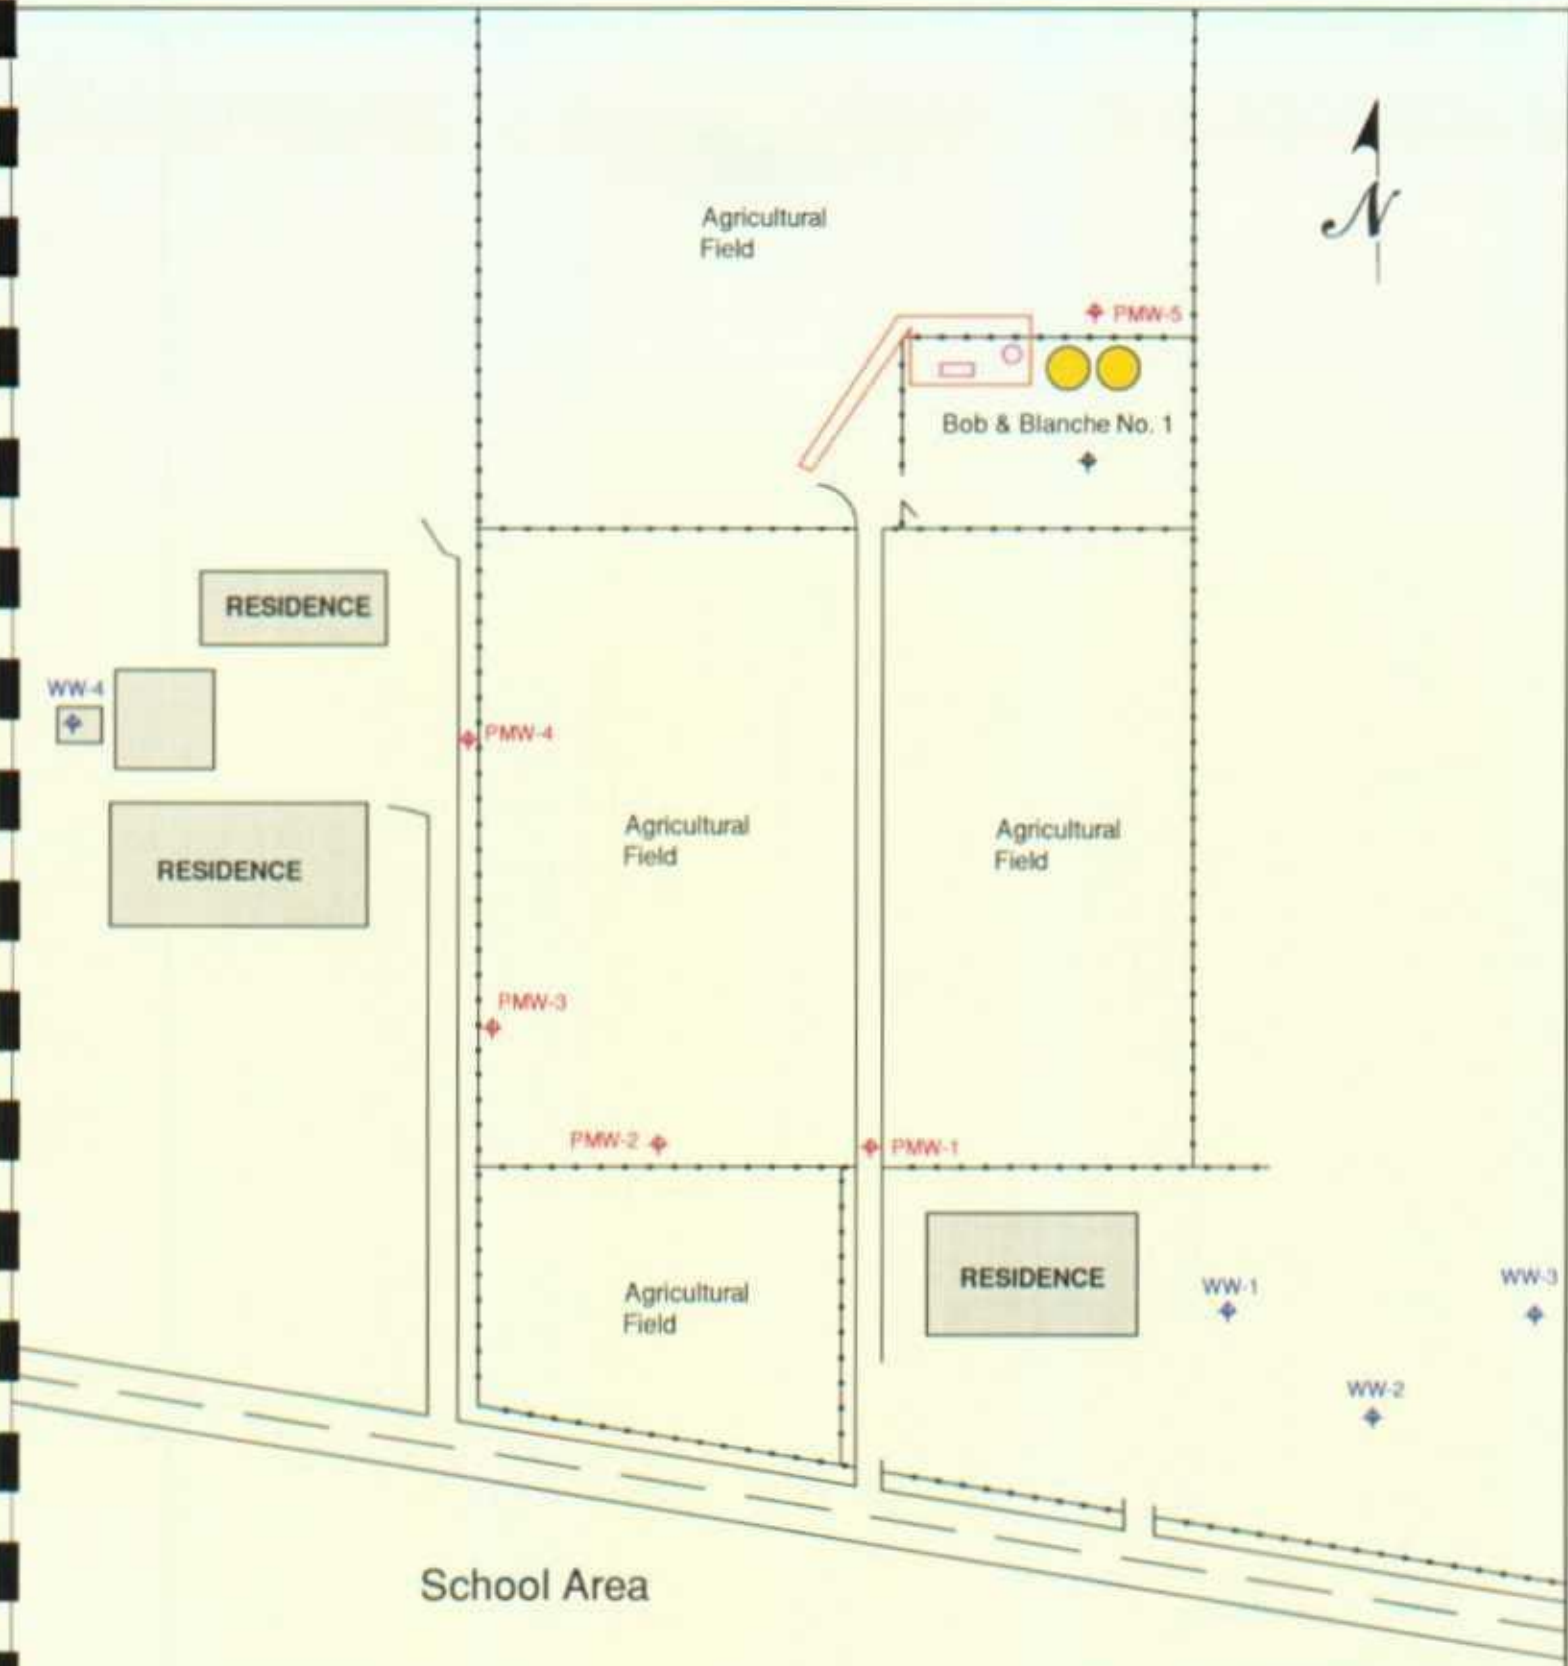 Agricultural
Field
N
PMW-5
Bob & Blanche No. 1
RESIDENCE
WW-4
PMW-4
Agricultural
Field
Agricultural
Field
RESIDENCE
PMW-3
PMW-2
PMW-1
Agricultural
Field
RESIDENCE
WW-1
WW-3
WW-2
School Area